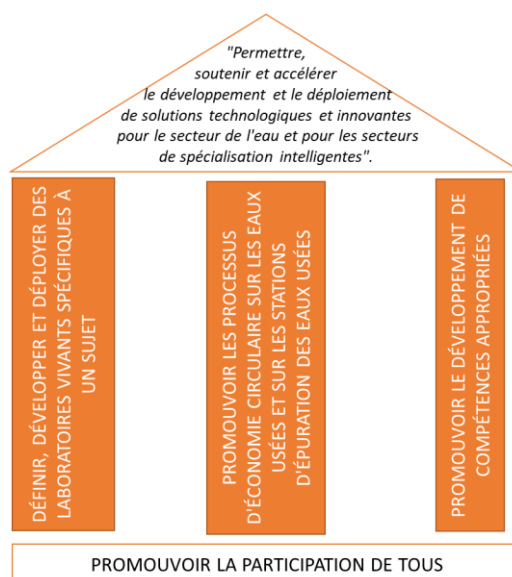 "Permettre,
soutenir et accélérer
le développement et le déploiement
de solutions technologiques et innovantes
pour le secteur de l'eau et pour les secteurs
de spécialisation intelligentes".
DÉFINIR, DÉVELOPPER ET DÉPLOYER DES
LABORATOIRES VIVANTS SPÉCIFIQUES À
UN SUJET
PROMOUVOIR LES PROCESSUS
D'ÉCONOMIE CIRCULAIRE SUR LES EAUX
USÉES ET SUR LES STATIONS
D'ÉPURATION DES EAUX USÉES
PROMOUVOIR LE DÉVELOPPEMENT DE
COMPÉTENCES APPROPRIÉES
PROMOUVOIR LA PARTICIPATION DE TOUS